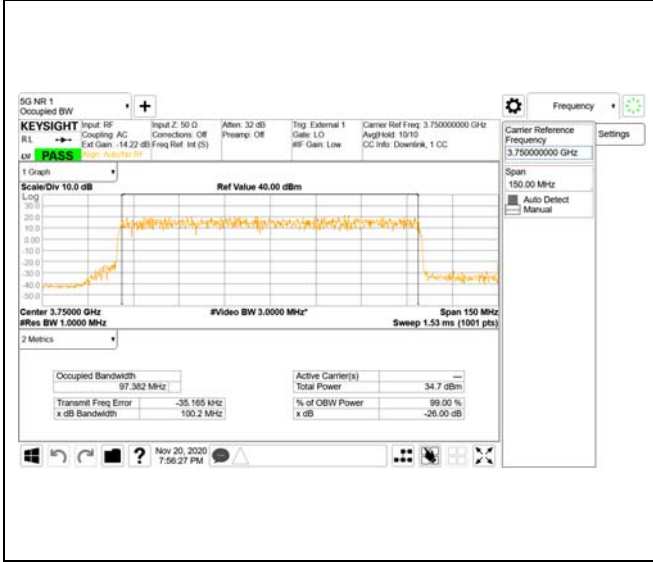 5G NR 1
Occupied BW
Frequency
KEYSIGHT
Input: RF
Input Z: 50 Ω
Atten: 32 dB
Trig: External 1
Carrier Ref Freq: 3.750000000 GHz
RL
Coupling: AC
Corrections: Off
Preamp: Off
Gate: LO
Avg|Hold: 10/10
Ext Gain: -14.22 dB
Freq Ref: Int (S)
#IF Gain: Low
CC Info: Downlink, 1 CC
PASS
Align: Auto/No RF
Carrier Reference
Frequency
3.750000000 GHz
Settings
Span
150.00 MHz
Auto Detect
Manual
1 Graph
Scale/Div 10.0 dB
Ref Value 40.00 dBm
Log
30.0
20.0
10.0
0.00
-10.0
-20.0
-30.0
-40.0
-50.0
Center 3.75000 GHz
#Video BW 3.0000 MHz*
Span 150 MHz
#Res BW 1.0000 MHz
Sweep 1.53 ms (1001 pts)
2 Metrics
Occupied Bandwidth
97.382 MHz
Active Carrier(s)
---
Total Power
34.7 dBm
Transmit Freq Error
-35.165 kHz
% of OBW Power
99.00 %
x dB Bandwidth
100.2 MHz
x dB
-26.00 dB
Nov 20, 2020
7:56:27 PM